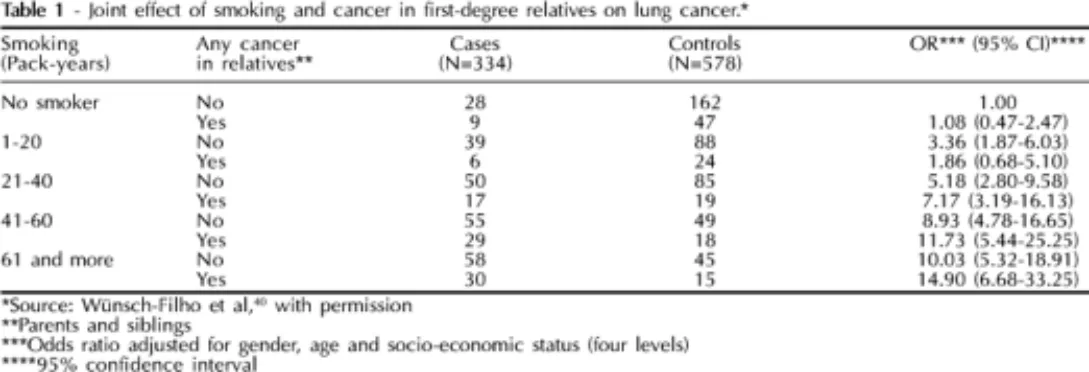 Table 1 - Joint effect of smoking and cancer in first-degree relatives on lung cancer.*
Smoking Any cancer Cases Controls OR*** (95% CI)****
(Pack-years) in relatives** (N=334) (N=578)
No smoker No 28 162 1.00
Yes 9 47 1.08 (0.47-2.47)
1-20 No 39 88 3.36 (1.87-6.03)
Yes 6 24 1.86 (0.68-5.10)
21-40 No 50 85 5.18 (2.80-9.58)
Yes 17 19 7.17 (3.19-16.13)
41-60 No 55 49 8.93 (4.78-16.65)
Yes 29 18 11.73 (5.44-25.25)
61 and more No 58 45 10.03 (5.32-18.91)
Yes 30 15 14.90 (6.68-33.25)
*Source: Wünsch-Filho et al,⁴⁰ with permission
**Parents and siblings
***Odds ratio adjusted for gender, age and socio-economic status (four levels)
****95% confidence interval